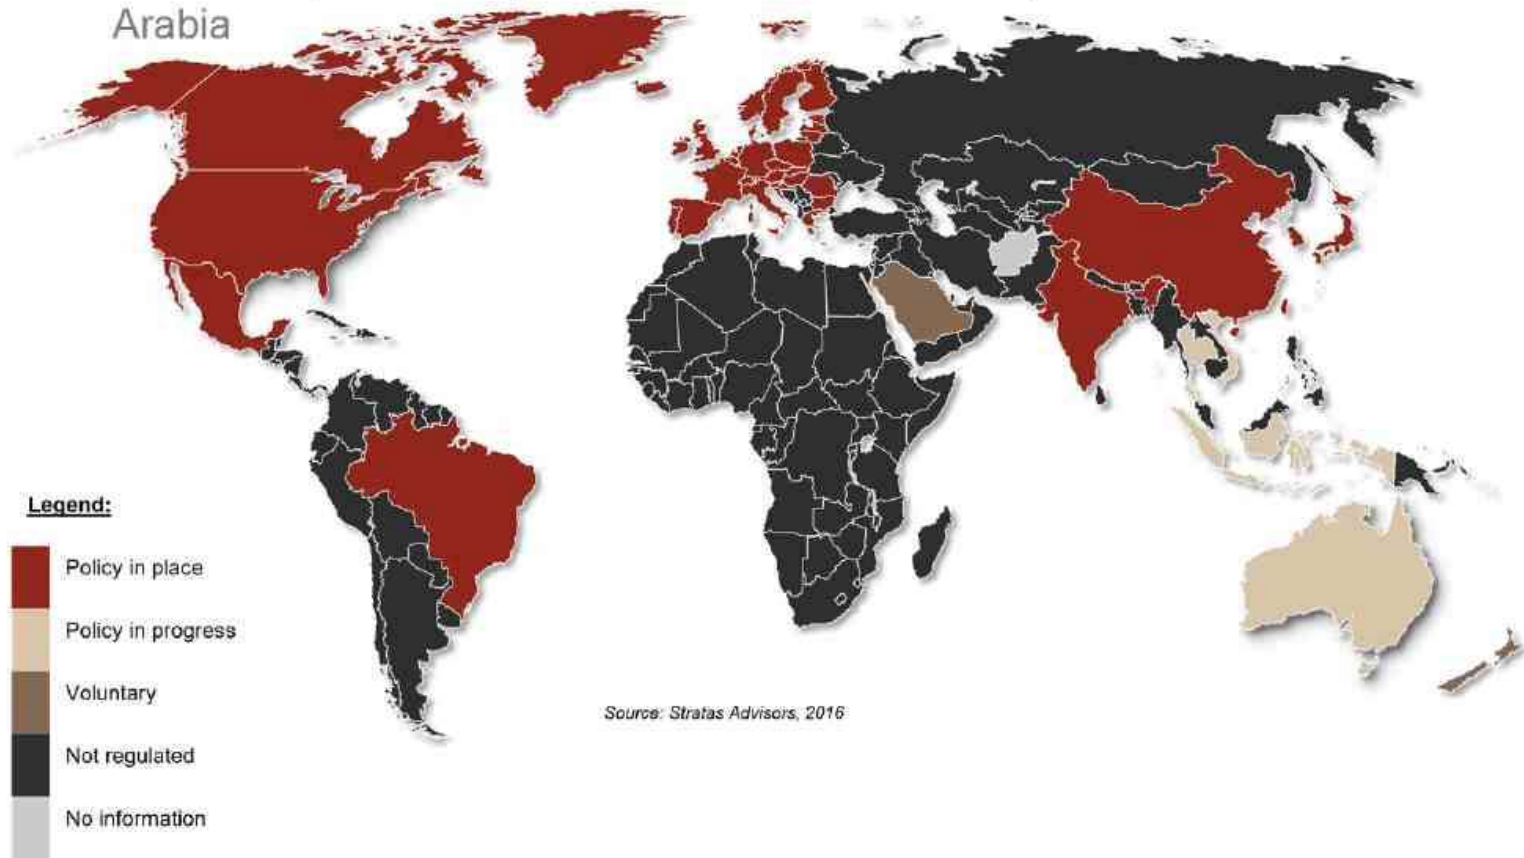 Arabia
Legend:
Policy in place
Policy in progress
Voluntary
Not regulated
No information
Source: Stratas Advisors, 2016